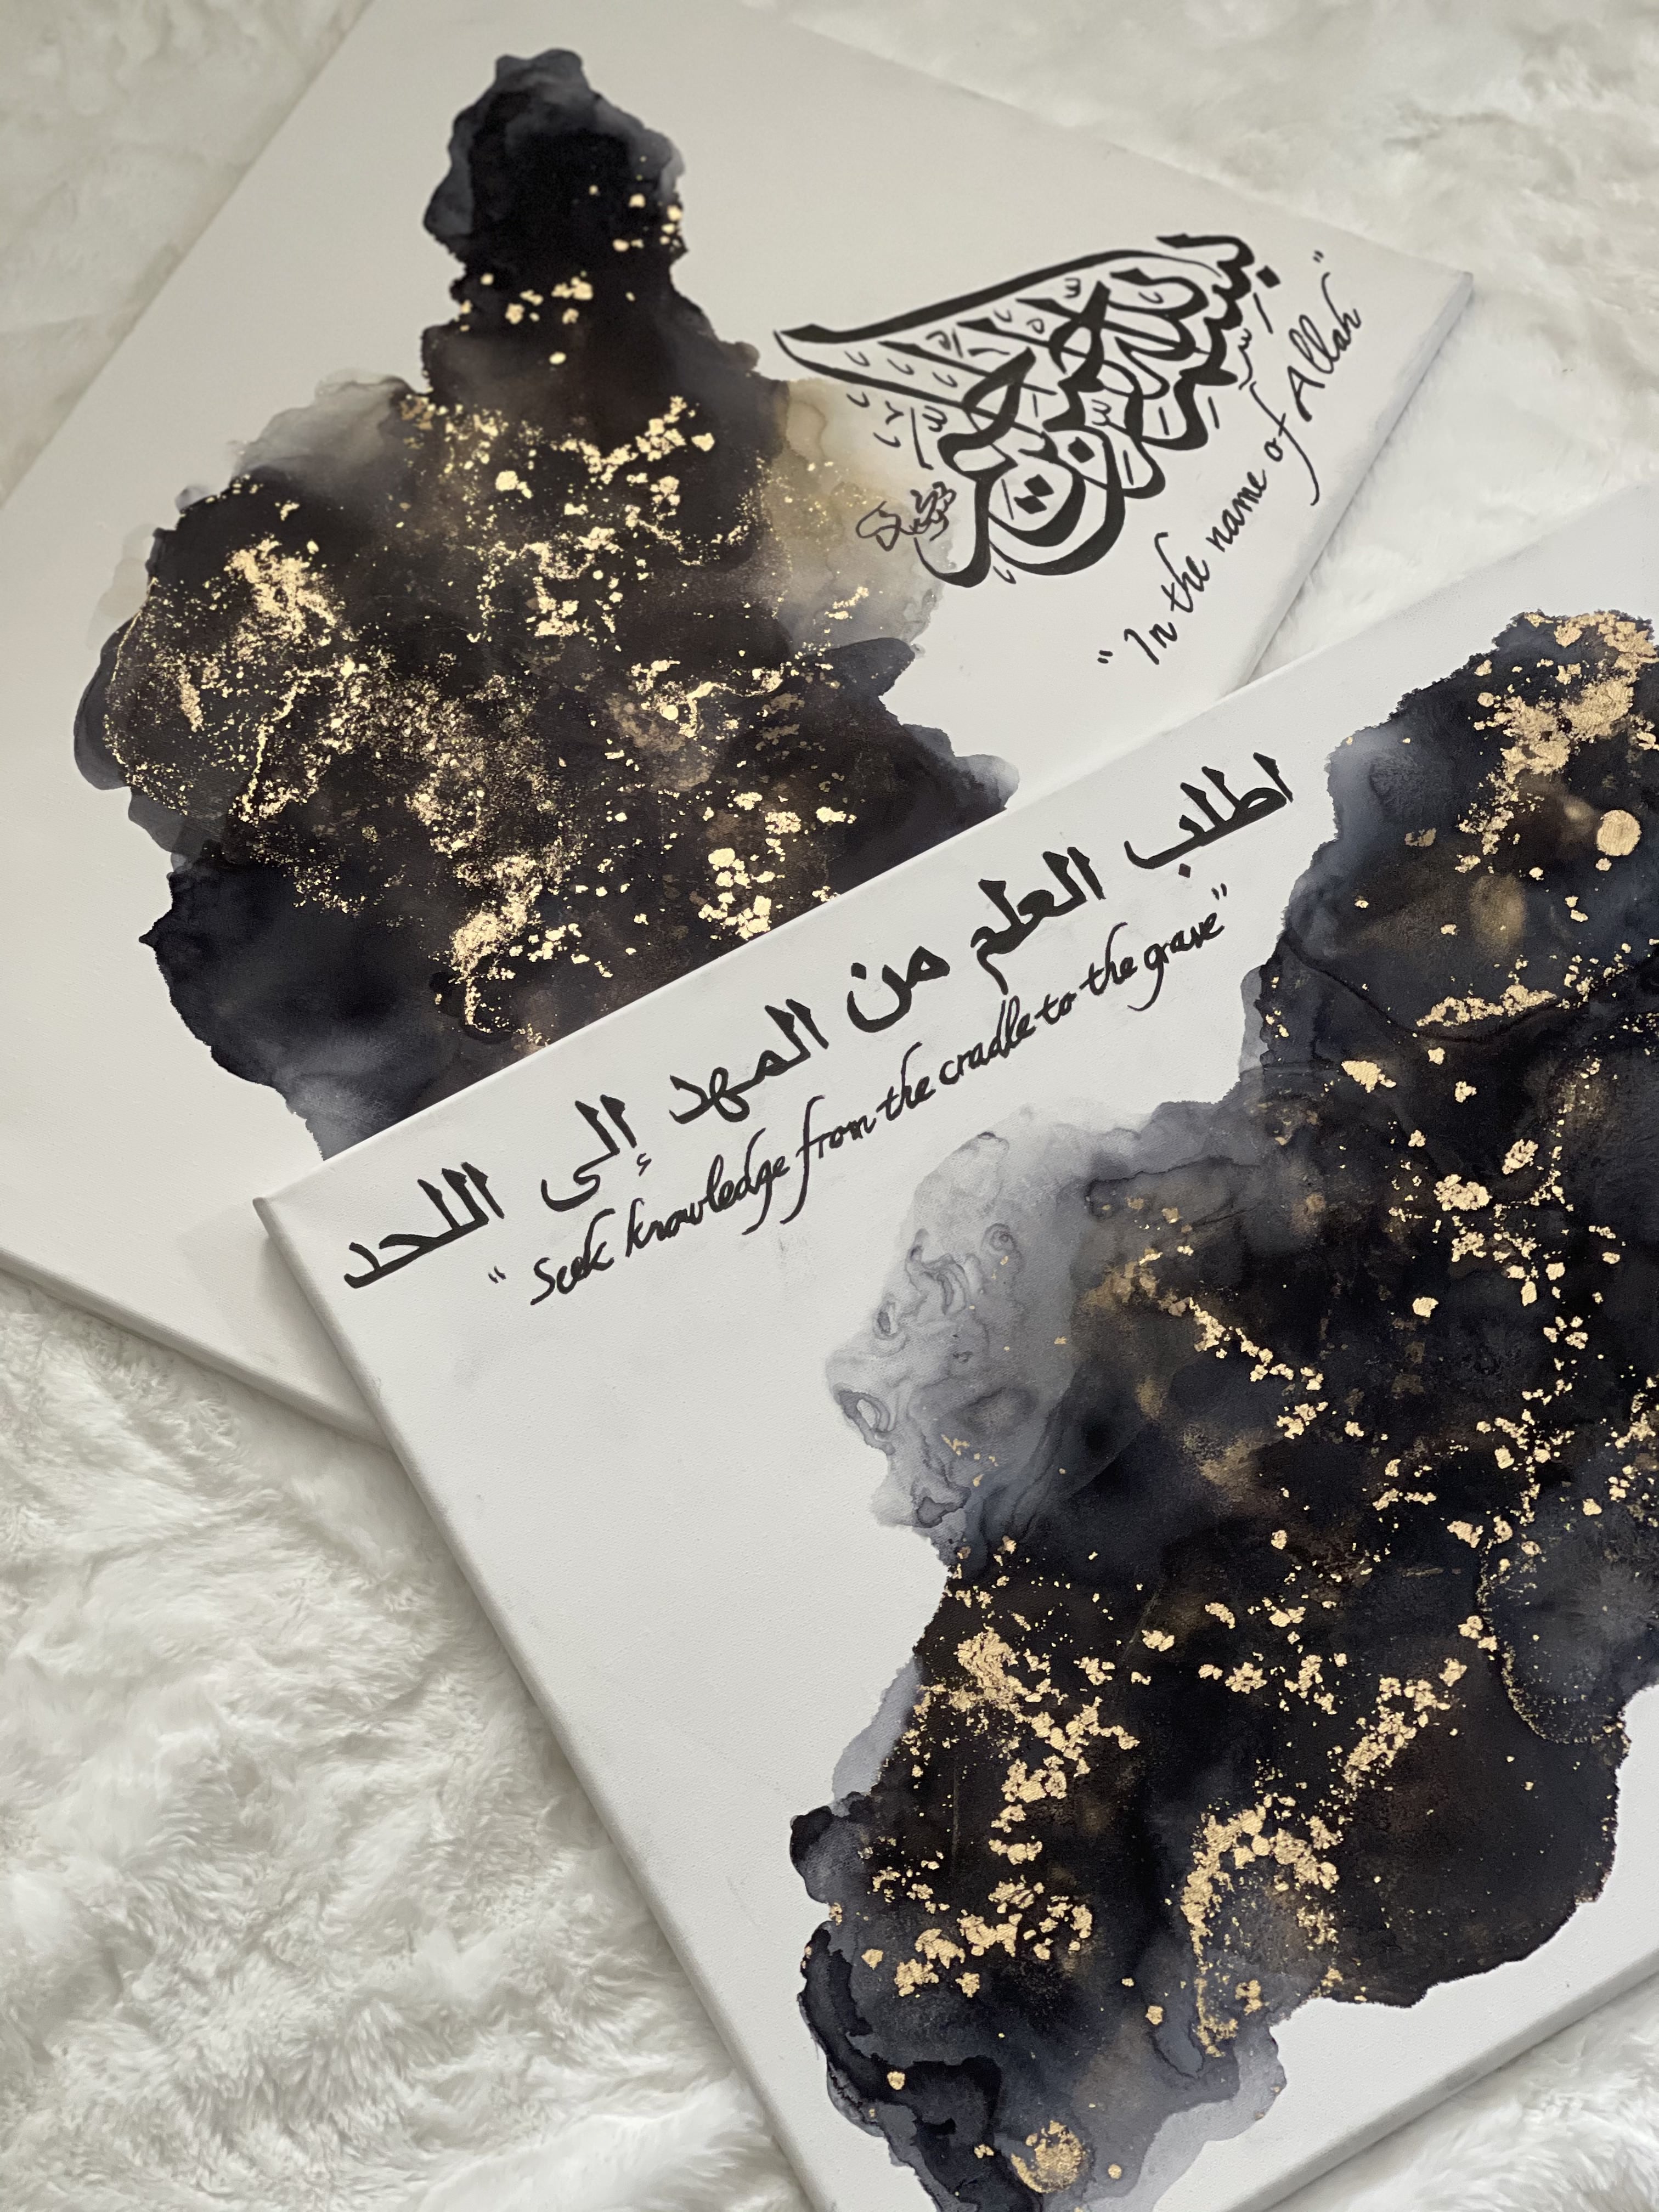 بسم الله الرحمن الرحيم
"In the name of Allah"
اطلب العلم من المهد إلى اللحد
"Seek knowledge from the cradle to the grave"